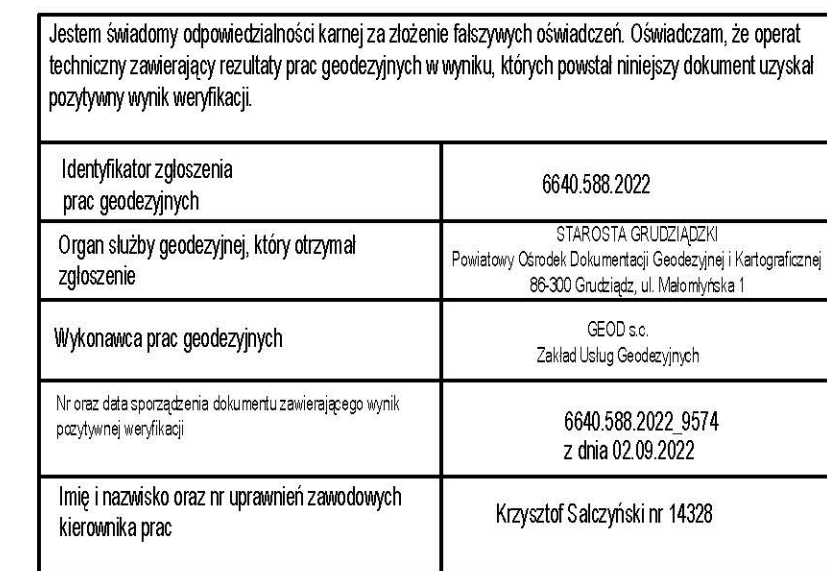 Jestem świadomy odpowiedzialności karnej za złożenie fałszywych oświadczeń. Oświadczam, że operat
techniczny zawierający rezultaty prac geodezyjnych w wyniku, których powstał niniejszy dokument uzyskał
pozytywny wynik weryfikacji.
Identyfikator zgłoszenia
prac geodezyjnych
6640.588.2022
Organ służby geodezyjnej, który otrzymał
zgłoszenie
STAROSTA GRUDZIĄDZKI
Powiatowy Ośrodek Dokumentacji Geodezyjnej i Kartograficznej
86-300 Grudziądz, ul. Małomłyńska 1
Wykonawca prac geodezyjnych
GEOD s.c.
Zakład Usług Geodezyjnych
Nr oraz data sporządzenia dokumentu zawierającego wynik
pozytywnej weryfikacji
6640.588.2022_9574
z dnia 02.09.2022
Imię i nazwisko oraz nr uprawnień zawodowych
kierownika prac
Krzysztof Salczyński nr 14328